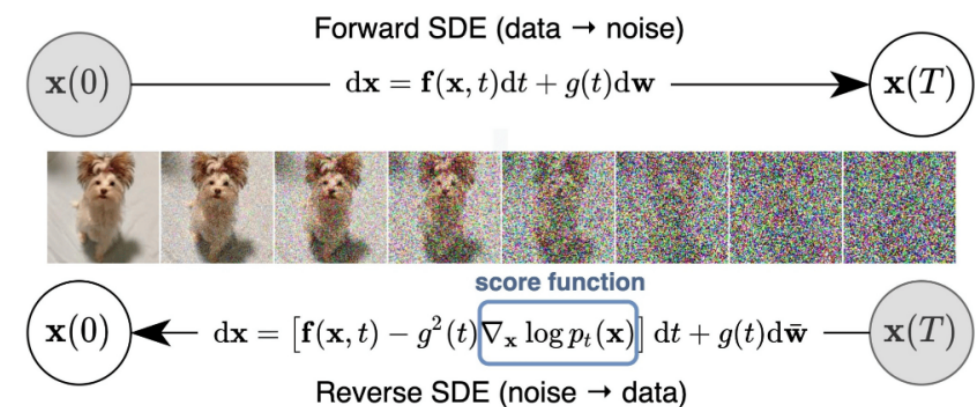 Forward SDE (data → noise)
x(0) dx = f(x, t)dt + g(t)dw x(T)
score function
x(0) dx = [f(x, t) − g²(t)∇ₓ log pₜ(x)] dt + g(t)dw̄ x(T)
Reverse SDE (noise → data)